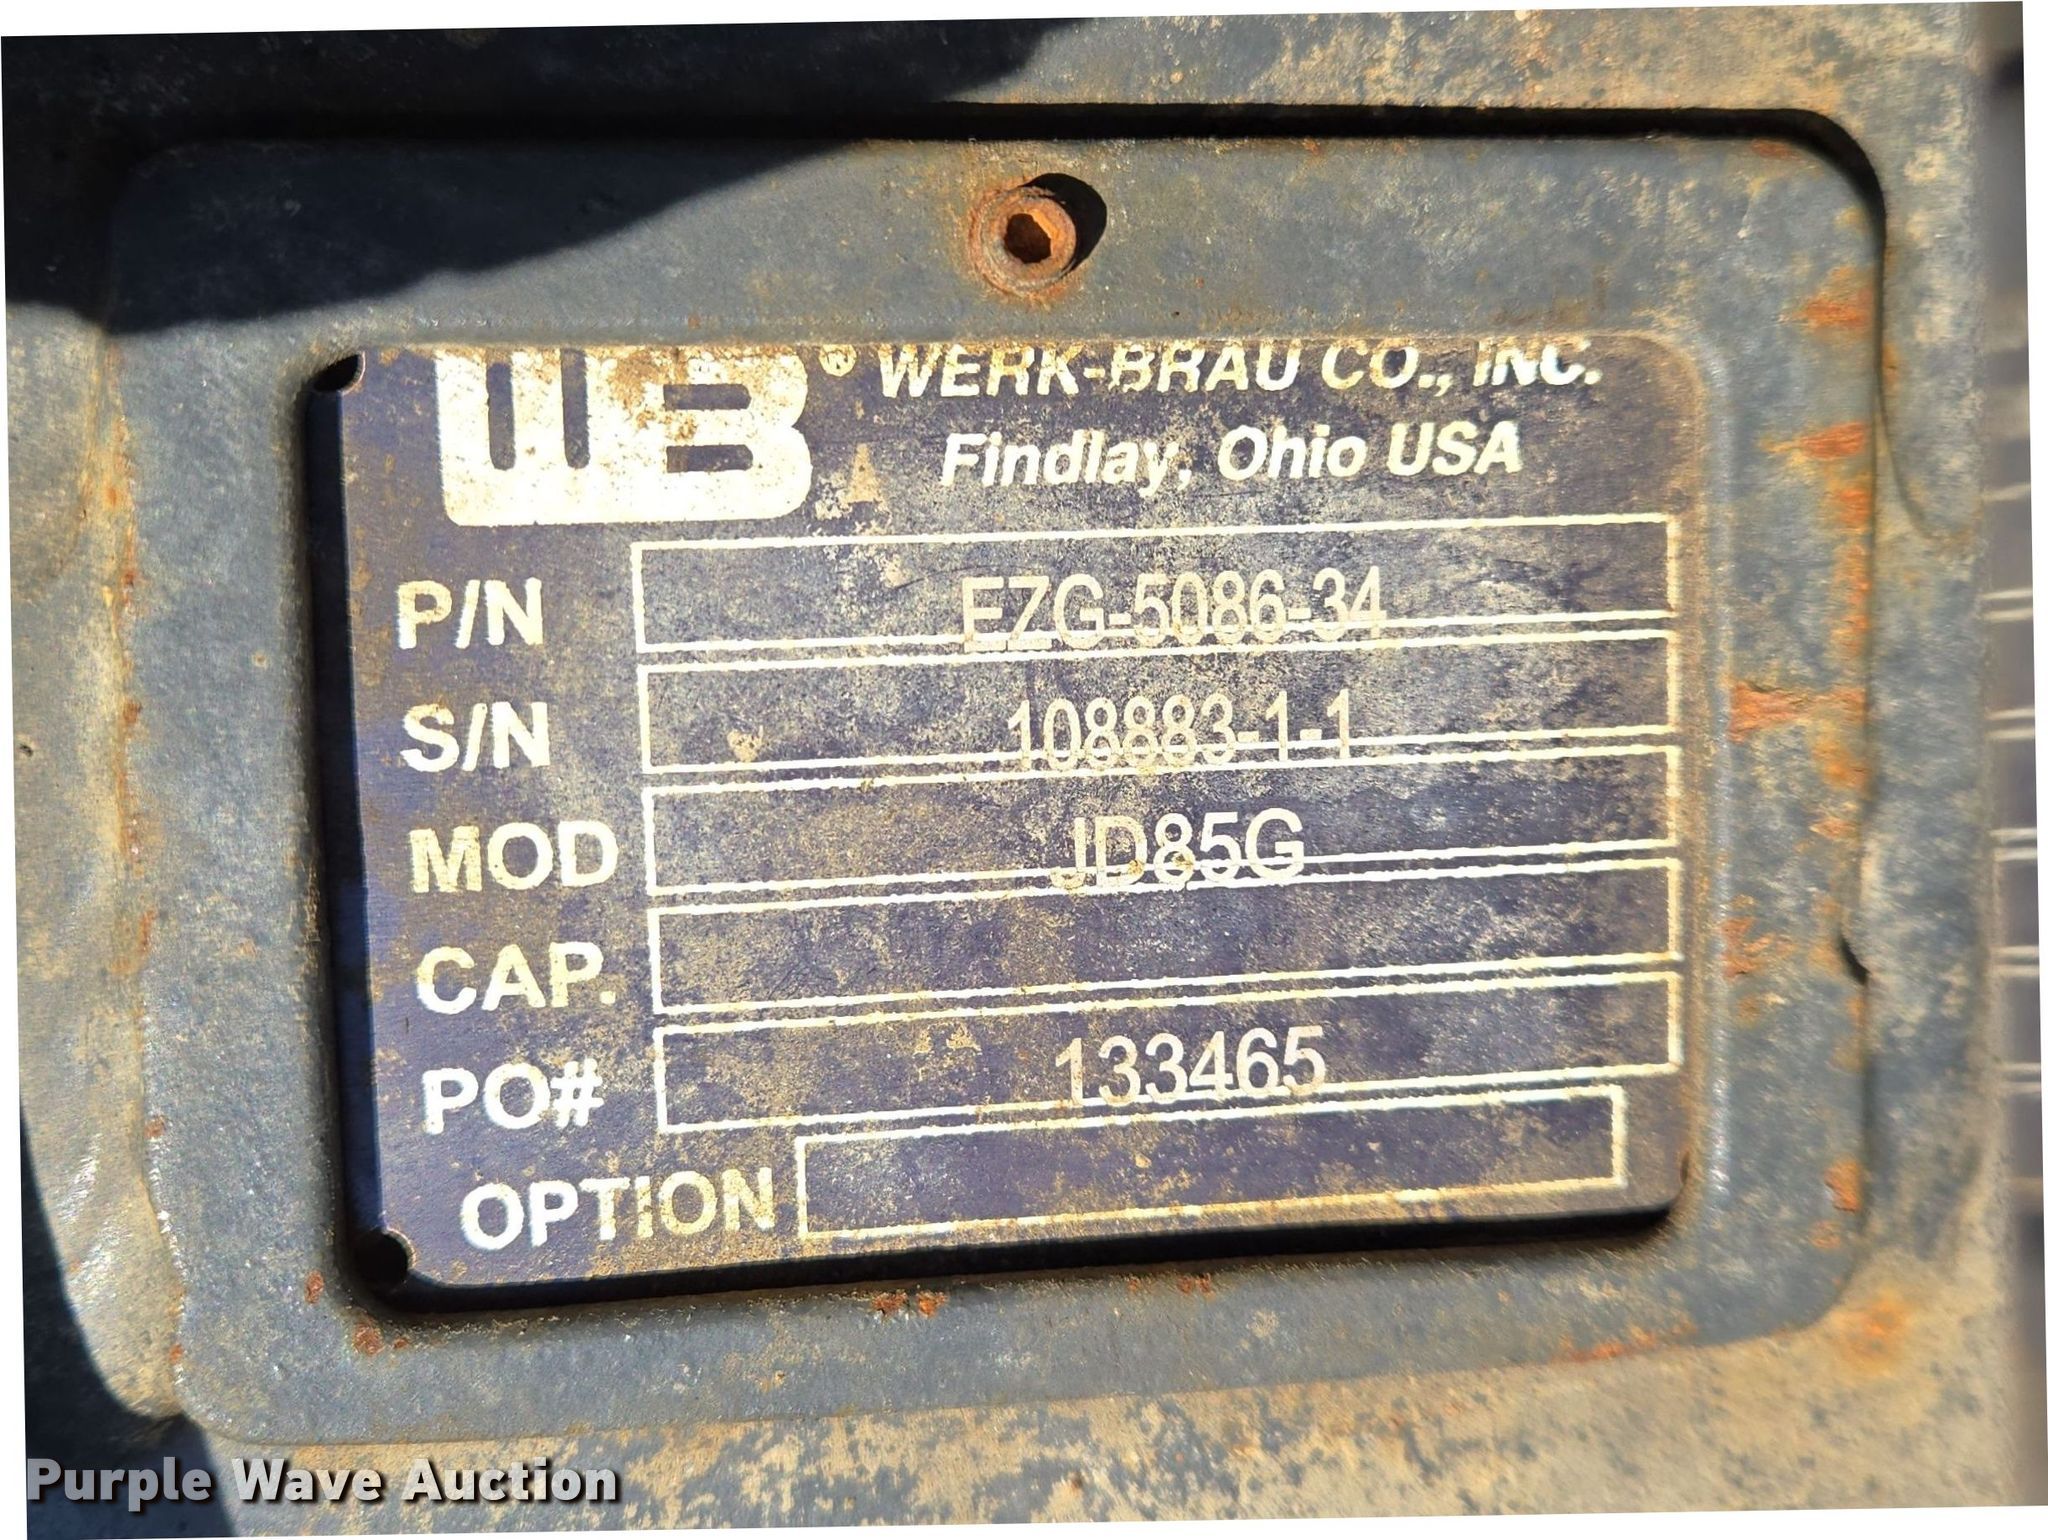 WB® WERK-BRAU CO., INC.
Findlay, Ohio USA
P/N EZG-5086-34
S/N 108883-1-1
MOD JD85G
CAP.
PO# 133465
OPTION
Purple Wave Auction